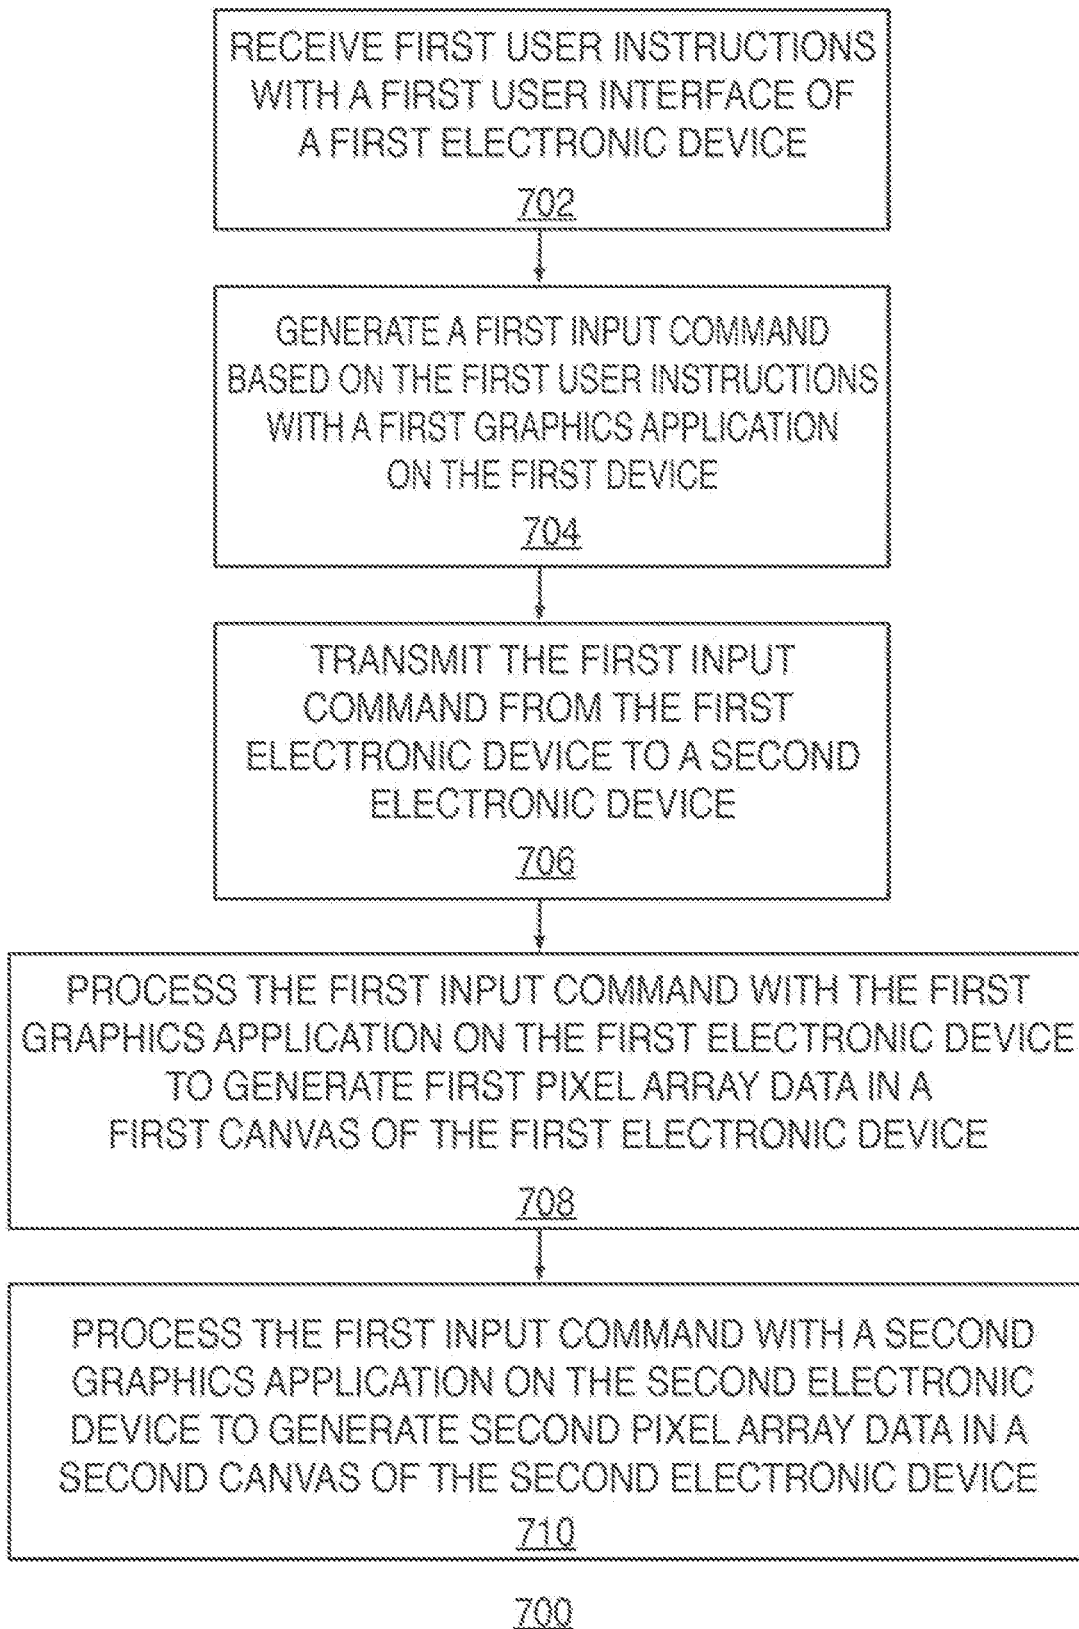 RECEIVE FIRST USER INSTRUCTIONS
WITH A FIRST USER INTERFACE OF
A FIRST ELECTRONIC DEVICE
702
GENERATE A FIRST INPUT COMMAND
BASED ON THE FIRST USER INSTRUCTIONS
WITH A FIRST GRAPHICS APPLICATION
ON THE FIRST DEVICE
704
TRANSMIT THE FIRST INPUT
COMMAND FROM THE FIRST
ELECTRONIC DEVICE TO A SECOND
ELECTRONIC DEVICE
706
PROCESS THE FIRST INPUT COMMAND WITH THE FIRST
GRAPHICS APPLICATION ON THE FIRST ELECTRONIC DEVICE
TO GENERATE FIRST PIXEL ARRAY DATA IN A
FIRST CANVAS OF THE FIRST ELECTRONIC DEVICE
708
PROCESS THE FIRST INPUT COMMAND WITH A SECOND
GRAPHICS APPLICATION ON THE SECOND ELECTRONIC
DEVICE TO GENERATE SECOND PIXEL ARRAY DATA IN A
SECOND CANVAS OF THE SECOND ELECTRONIC DEVICE
710
700